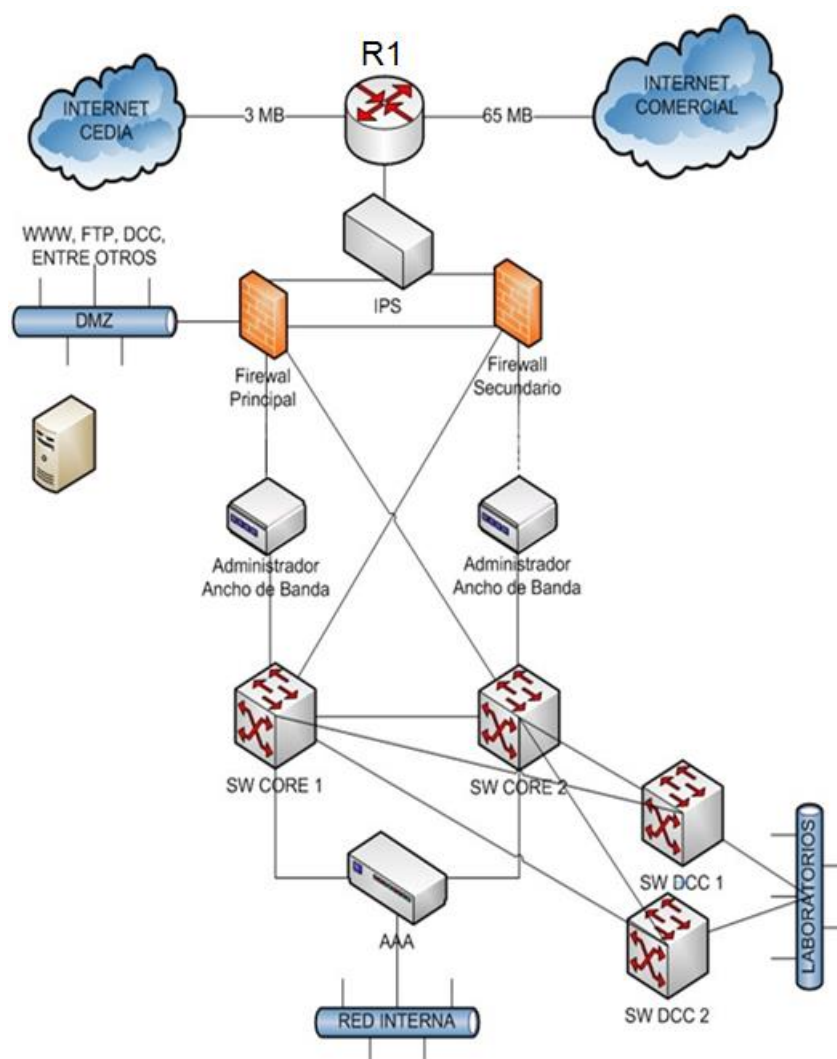 R1
INTERNET
CEDIA
3 MB
65 MB
INTERNET
COMERCIAL
WWW, FTP, DCC,
ENTRE OTROS
DMZ
IPS
Firewal
Principal
Firewall
Secundario
Administrador
Ancho de Banda
Administrador
Ancho de Banda
SW CORE 1
SW CORE 2
SW DCC 1
SW DCC 2
LABORATORIOS
AAA
RED INTERNA